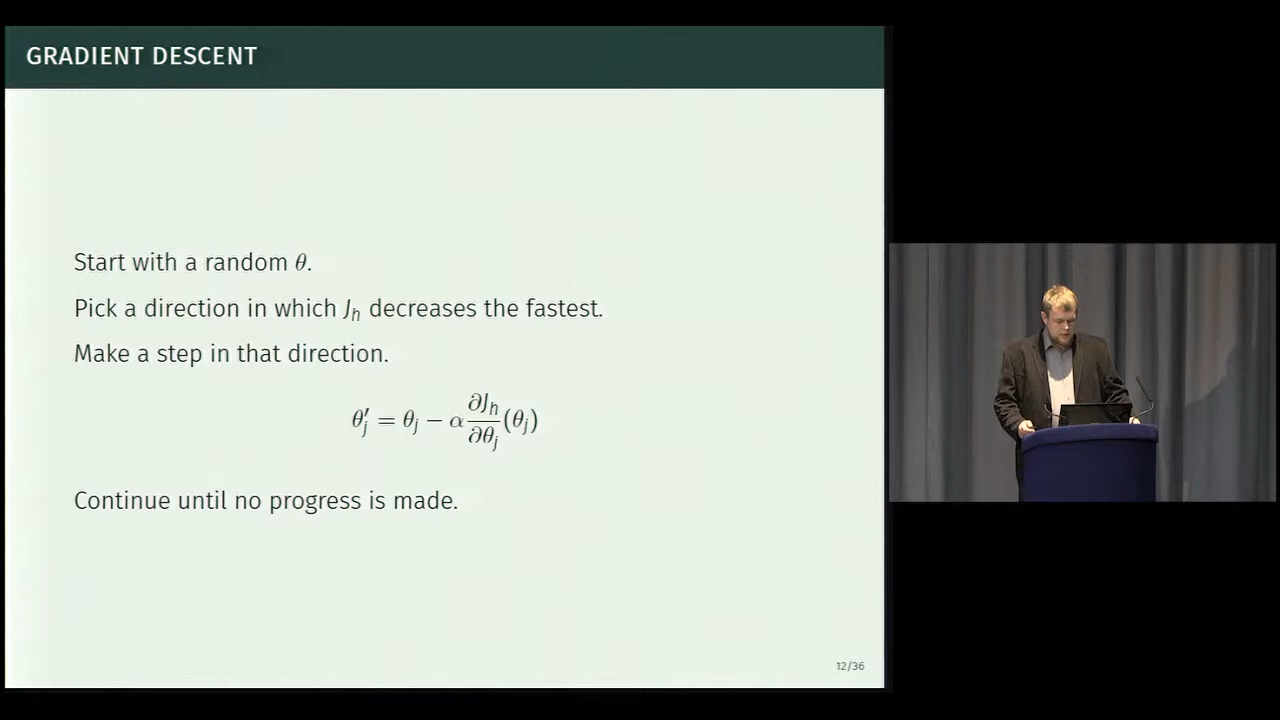 GRADIENT DESCENT
Start with a random θ.
Pick a direction in which J_h decreases the fastest.
Make a step in that direction.
θ′_j = θ_j − α ∂J_h/∂θ_j (θ_j)
Continue until no progress is made.
12/36